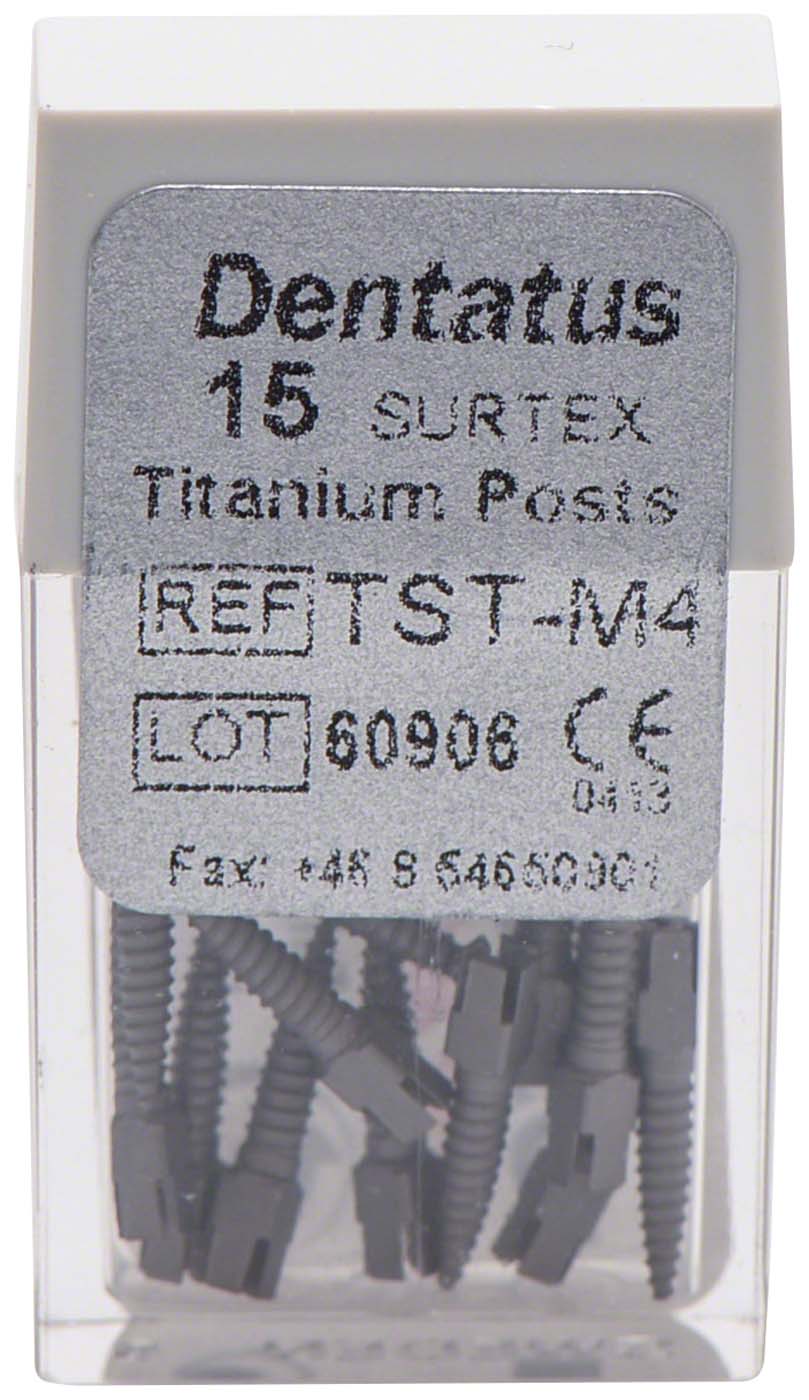 Dentatus
15 SURTEX
Titanium Posts
REF TST-M4
LOT 60906 CE
0413
Fax: +46 8 54650901